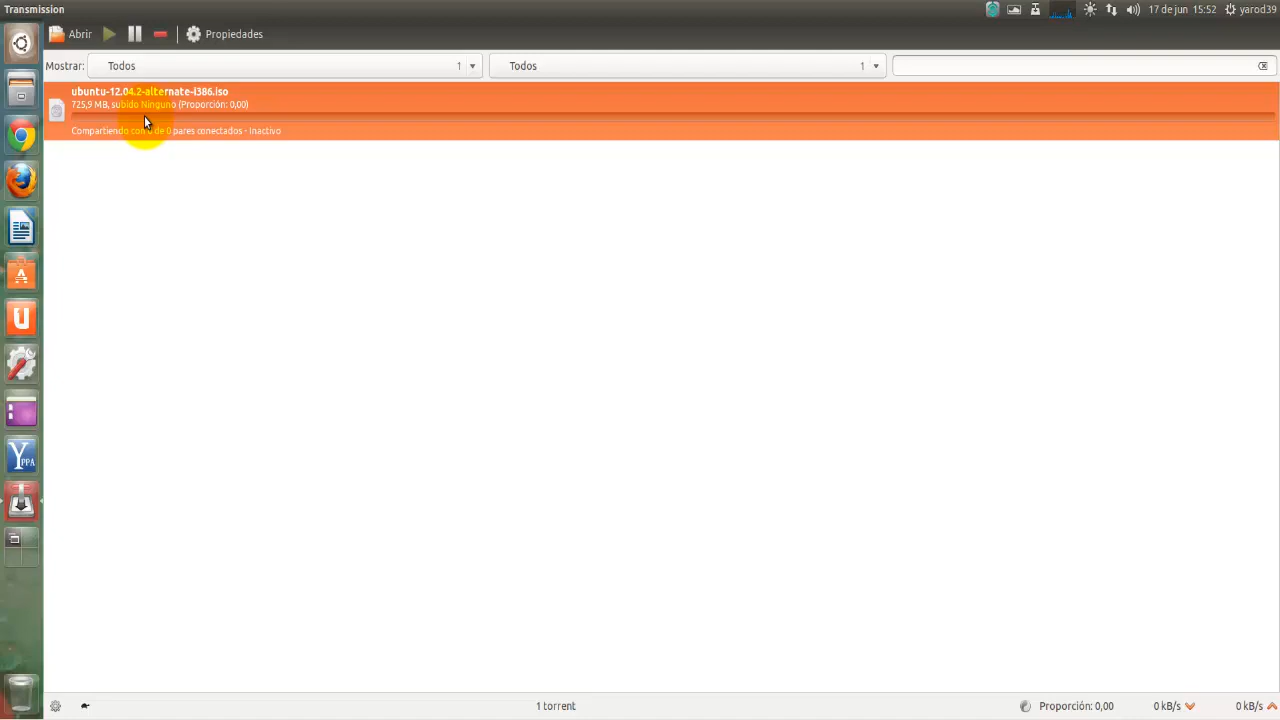 Transmission
17 de jun 15:52 yarod39
Abrir Propiedades
Mostrar: Todos 1 Todos 1
ubuntu-12.04.2-alternate-i386.iso
725,9 MB, subido Ninguno (Proporción: 0,00)
Compartiendo con 0 de 0 pares conectados - Inactivo
U
Y PPA
1 torrent Proporción: 0,00 0 kB/s 0 kB/s